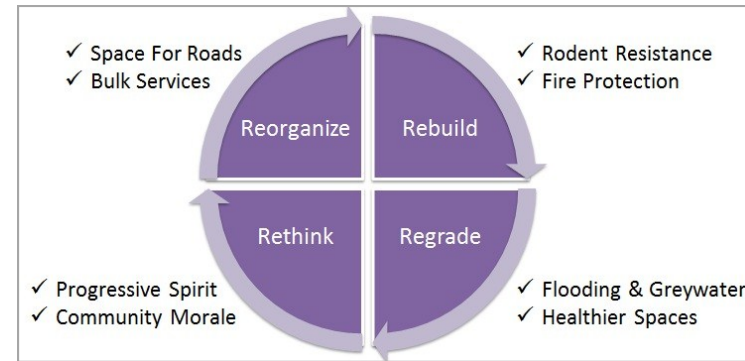 ✓ Space For Roads
✓ Bulk Services
✓ Rodent Resistance
✓ Fire Protection
Reorganize
Rebuild
Rethink
Regrade
✓ Progressive Spirit
✓ Community Morale
✓ Flooding & Greywater
✓ Healthier Spaces